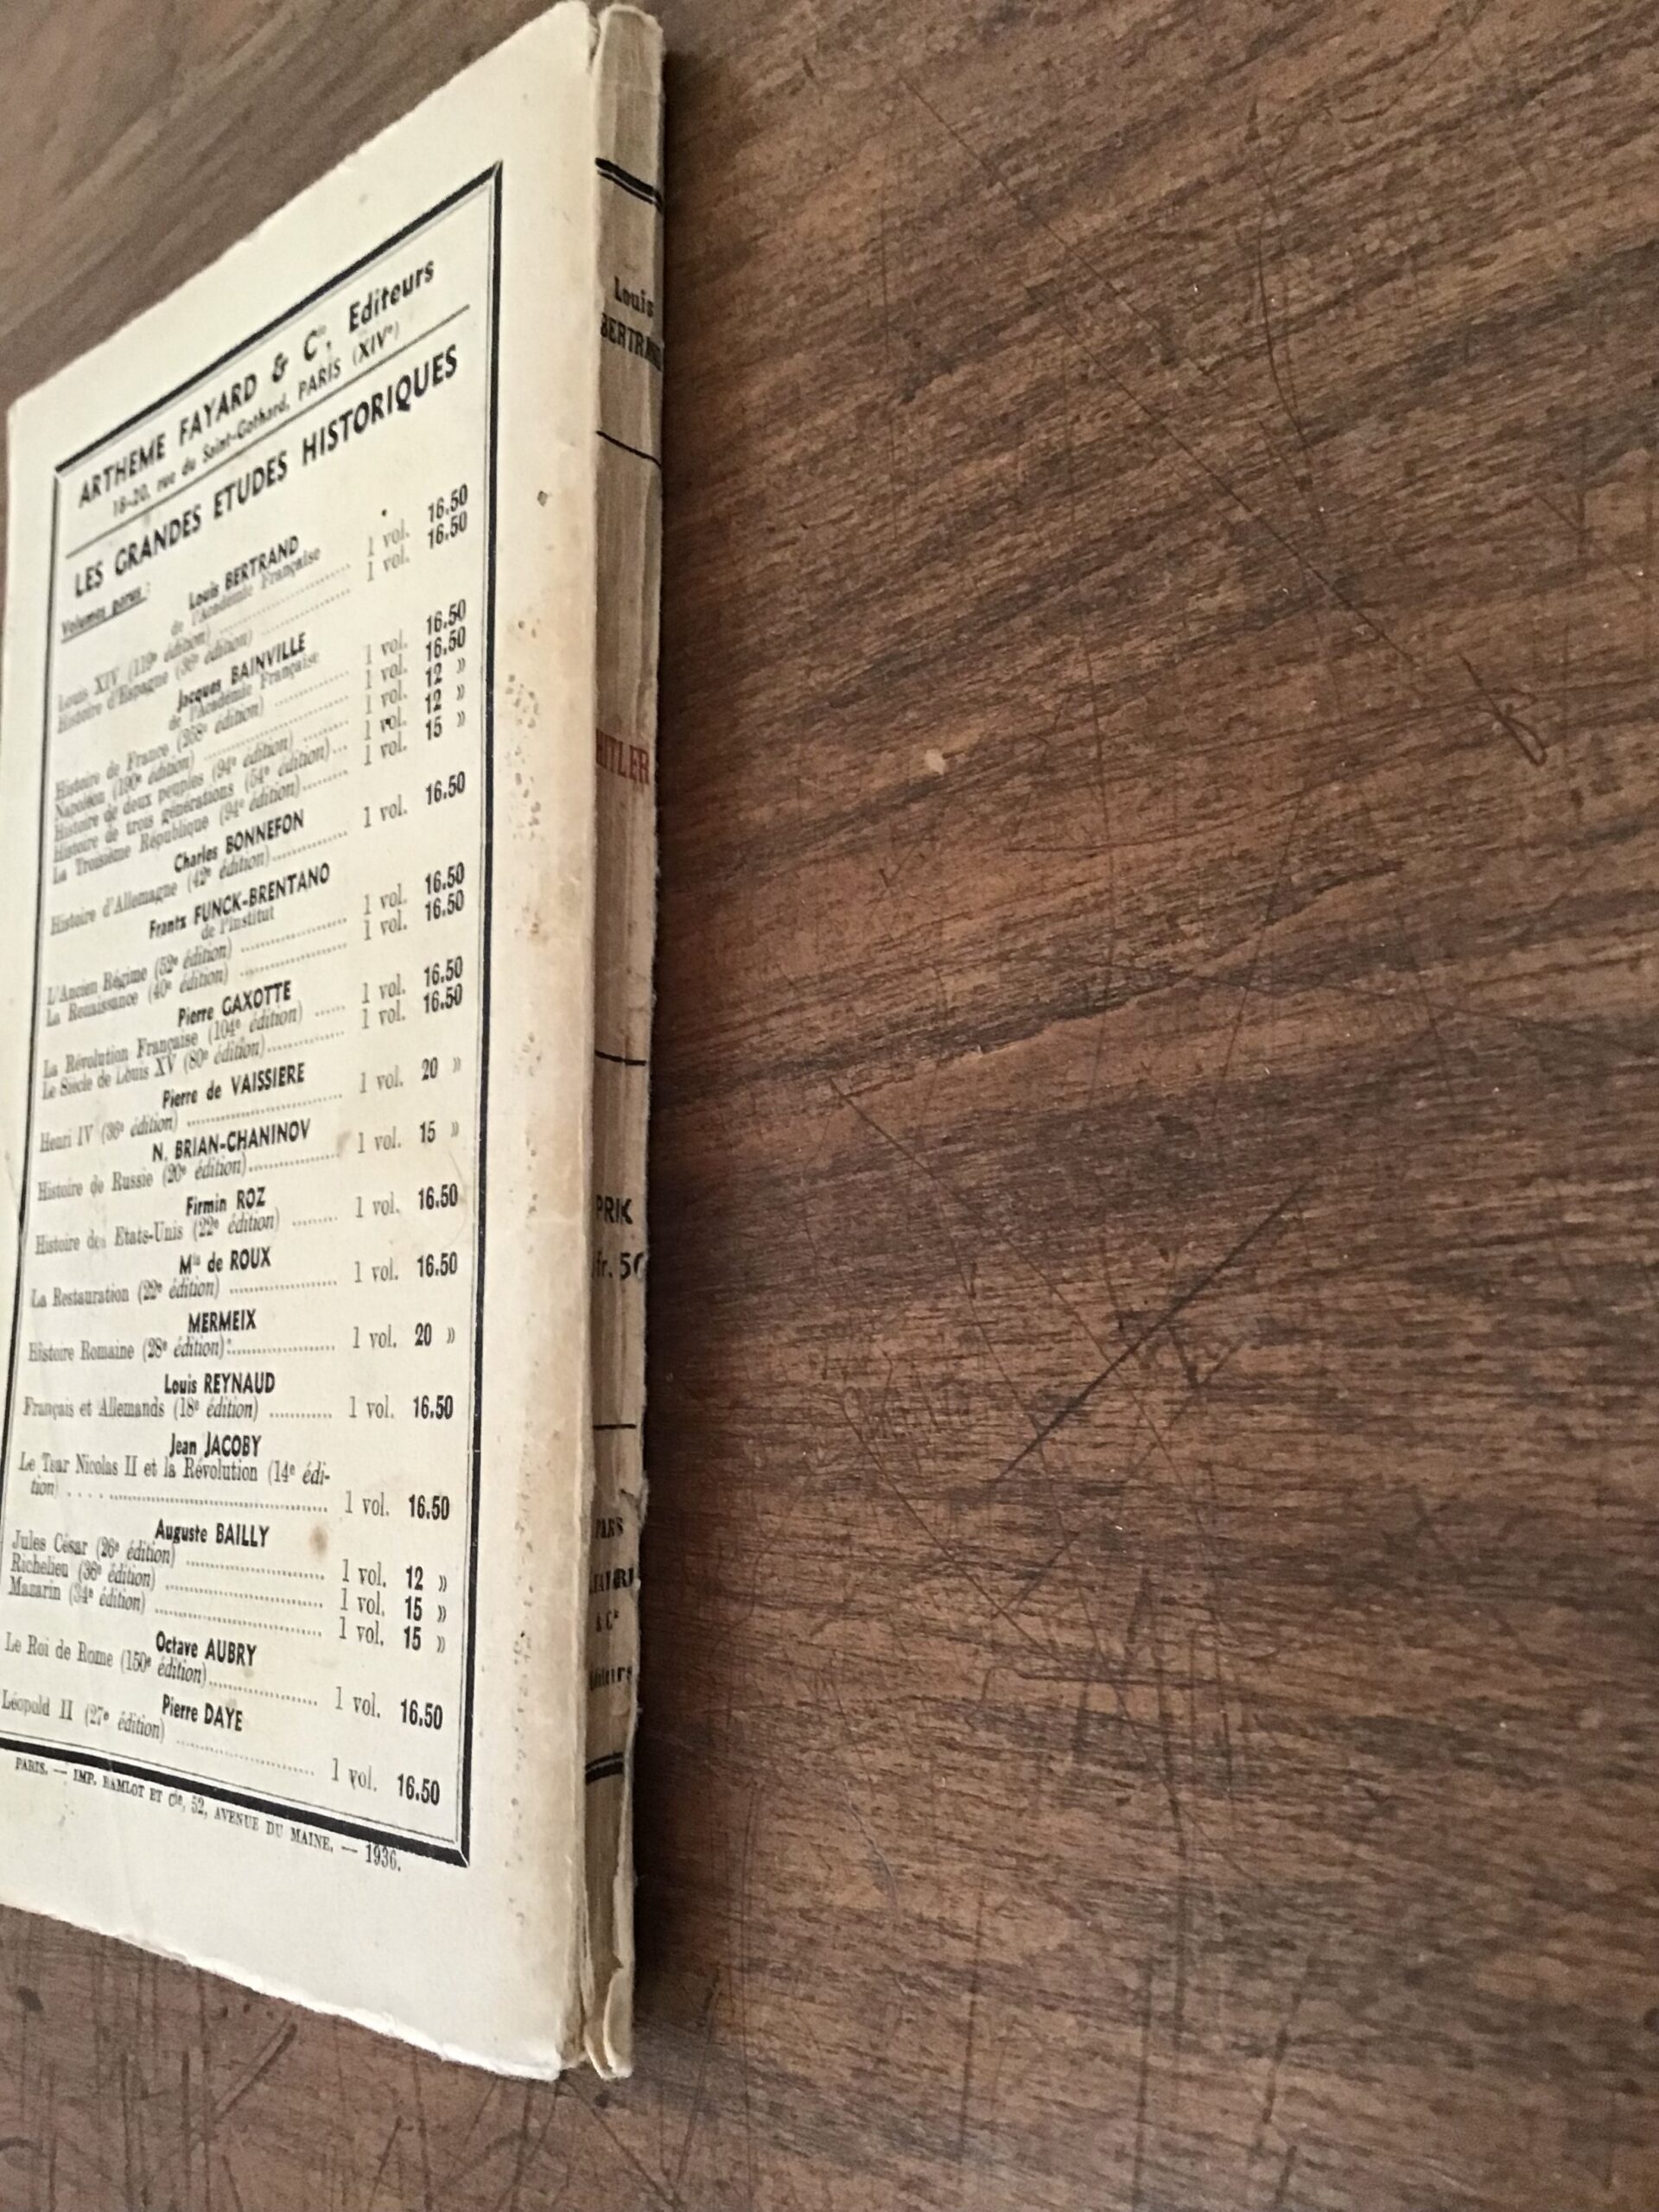 ARTHEME FAYARD & Cie, Editeurs
18-20, rue du Saint-Gothard, PARIS (XIVe)
LES GRANDES ETUDES HISTORIQUES
Volumes parus :
Louis BERTRAND
de l'Académie Française
Louis XIV (119e édition) 1 vol. 16.50
Histoire d'Espagne (36e édition) 1 vol. 16.50
Jacques BAINVILLE
de l'Académie Française
Histoire de France (268e édition) 1 vol. 16.50
Napoléon (190e édition) 1 vol. 16.50
Histoire de deux peuples (94e édition) 1 vol. 12 »
Histoire de trois générations (54e édition) 1 vol. 12 »
La Troisième République (94e édition) 1 vol. 15 »
Charles BONNEFON
Histoire d'Allemagne (42e édition) 1 vol. 16.50
Frantz FUNCK-BRENTANO
de l'Institut
L'Ancien Régime (52e édition) 1 vol. 16.50
La Renaissance (40e édition) 1 vol. 16.50
Pierre GAXOTTE
La Révolution Française (104e édition) 1 vol. 16.50
Le Siècle de Louis XV (80e édition) 1 vol. 16.50
Pierre de VAISSIERE
Henri IV (36e édition) 1 vol. 20 »
N. BRIAN-CHANINOV
Histoire de Russie (20e édition) 1 vol. 15 »
Firmin ROZ
Histoire des Etats-Unis (22e édition) 1 vol. 16.50
Mis de ROUX
La Restauration (22e édition) 1 vol. 16.50
MERMEIX
Histoire Romaine (28e édition) 1 vol. 20 »
Louis REYNAUD
Français et Allemands (18e édition) 1 vol. 16.50
Jean JACOBY
Le Tsar Nicolas II et la Révolution (14e édi-
tion) 1 vol. 16.50
Auguste BAILLY
Jules César (26e édition) 1 vol. 12 »
Richelieu (36e édition) 1 vol. 15 »
Mazarin (34e édition) 1 vol. 15 »
Octave AUBRY
Le Roi de Rome (150e édition) 1 vol. 16.50
Pierre DAYE
Léopold II (27e édition) 1 vol. 16.50
PARIS. — IMP. RAMLOT ET Cie, 52, AVENUE DU MAINE. — 1936.
Louis
BERTRAND
HITLER
PRIX
fr. 50
& Cie